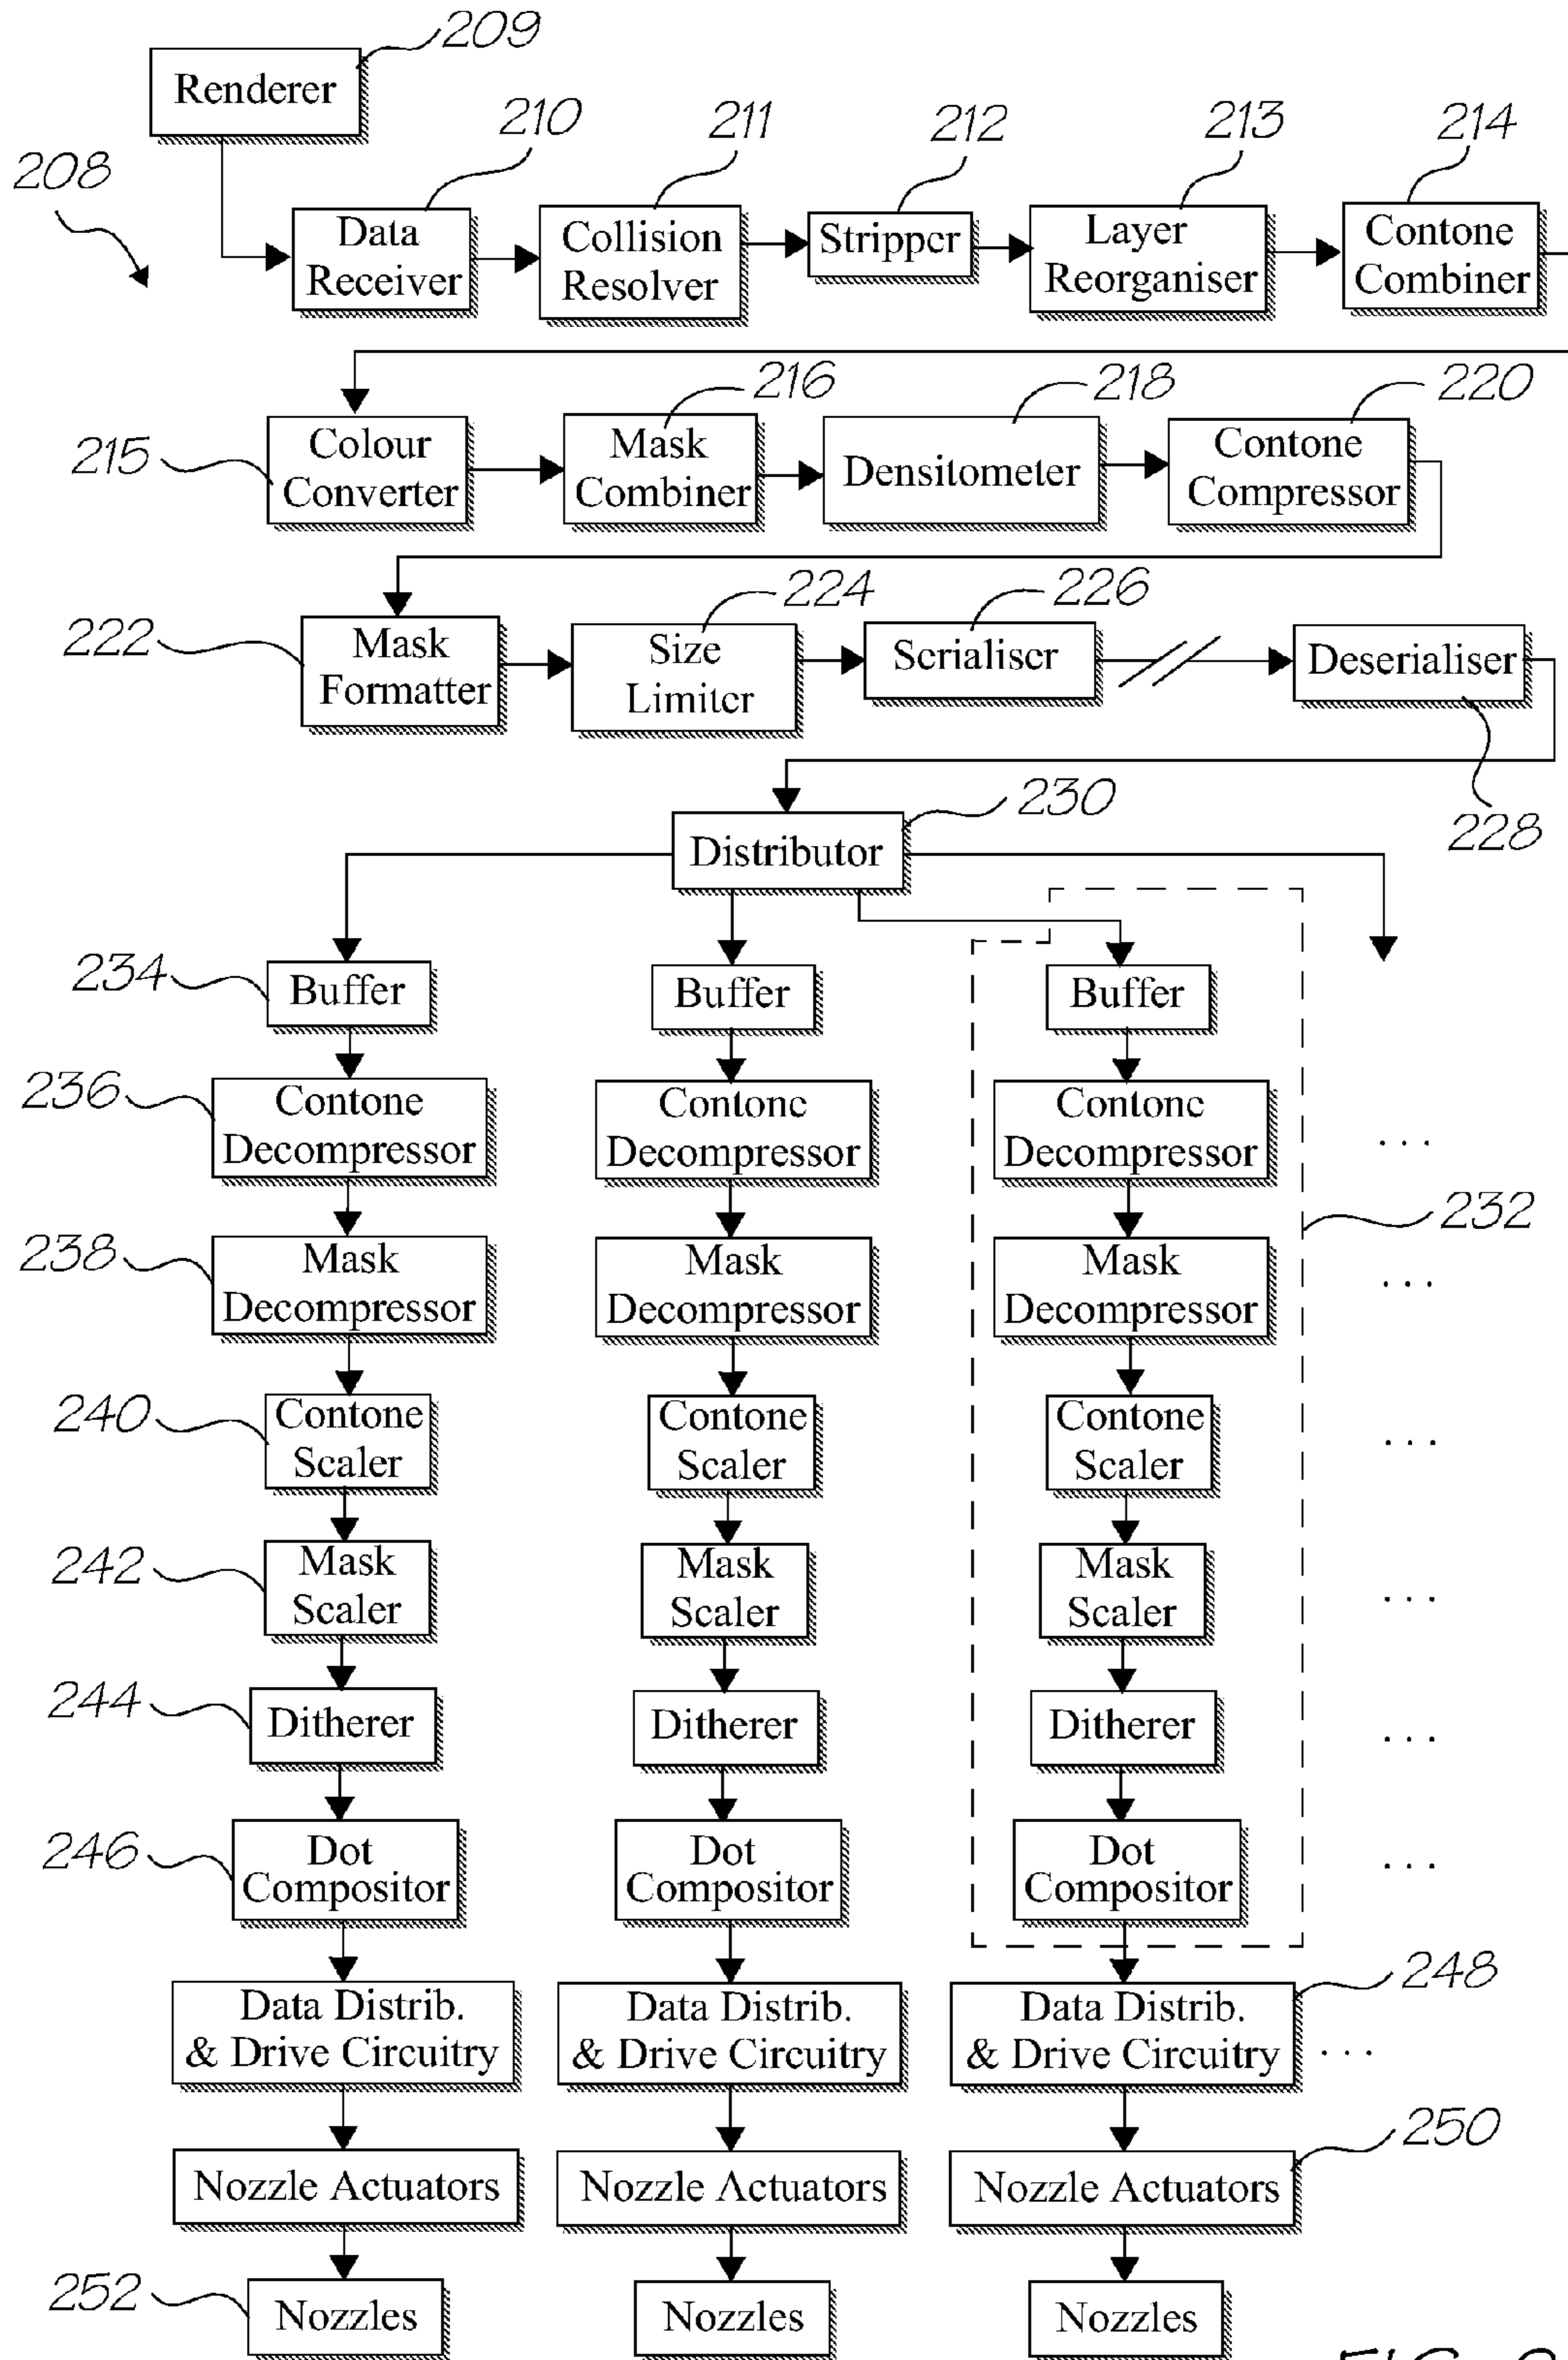 209
Renderer
208
210
211
212
213
214
Data
Receiver
Collision
Resolver
Stripper
Layer
Reorganiser
Contone
Combiner
216
218
220
215
Colour
Converter
Mask
Combiner
Densitometer
Contone
Compressor
224
226
222
Mask
Formatter
Size
Limiter
Serialiser
Deserialiser
228
230
Distributor
234
Buffer
Buffer
Buffer
236
Contone
Decompressor
Contone
Decompressor
Contone
Decompressor
...
232
238
Mask
Decompressor
Mask
Decompressor
Mask
Decompressor
...
240
Contone
Scaler
Contone
Scaler
Contone
Scaler
...
242
Mask
Scaler
Mask
Scaler
Mask
Scaler
...
244
Ditherer
Ditherer
Ditherer
...
246
Dot
Compositor
Dot
Compositor
Dot
Compositor
...
248
Data Distrib.
& Drive Circuitry
Data Distrib.
& Drive Circuitry
Data Distrib.
& Drive Circuitry
...
250
Nozzle Actuators
Nozzle Actuators
Nozzle Actuators
252
Nozzles
Nozzles
Nozzles